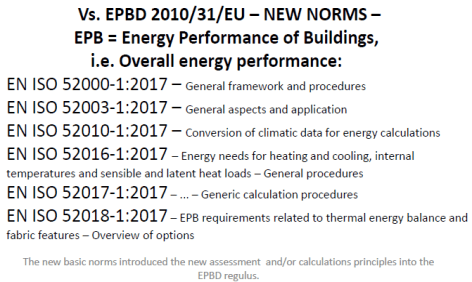 Vs. EPBD 2010/31/EU – NEW NORMS –
EPB = Energy Performance of Buildings,
i.e. Overall energy performance:
EN ISO 52000-1:2017 – General framework and procedures
EN ISO 52003-1:2017 – General aspects and application
EN ISO 52010-1:2017 – Conversion of climatic data for energy calculations
EN ISO 52016-1:2017 – Energy needs for heating and cooling, internal
temperatures and sensible and latent heat loads – General procedures
EN ISO 52017-1:2017 – ... – Generic calculation procedures
EN ISO 52018-1:2017 – EPB requirements related to thermal energy balance and
fabric features – Overview of options
The new basic norms introduced the new assessment and/or calculations principles into the
EPBD regulus.